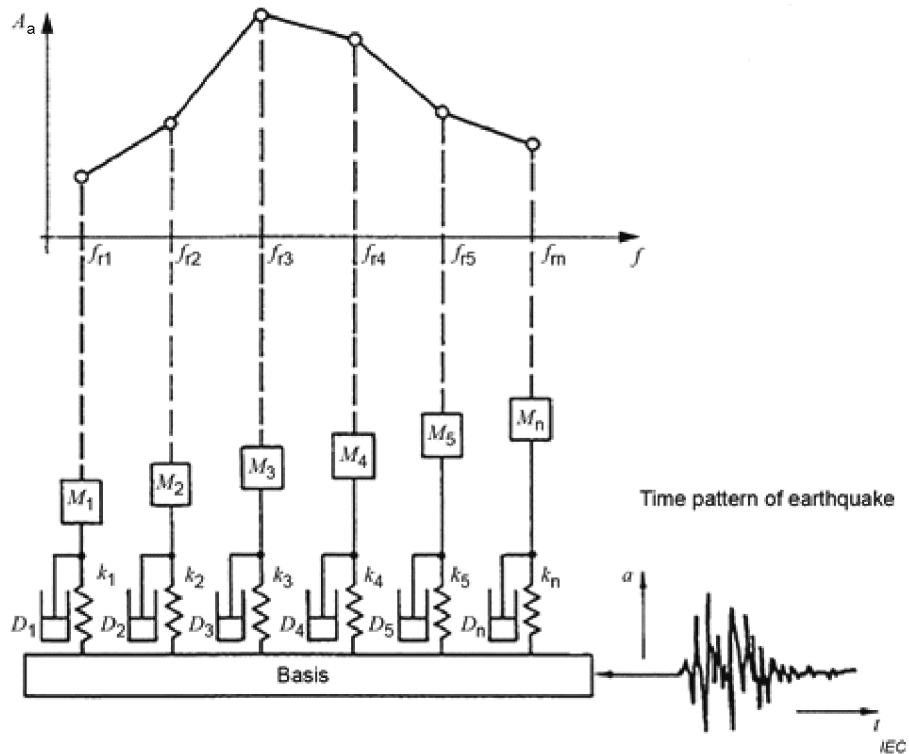 Aa
fr1 fr2 fr3 fr4 fr5 frn f
M1 M2 M3 M4 M5 Mn
Time pattern of earthquake
k1 k2 k3 k4 k5 kn a
D1 D2 D3 D4 D5 Dn
Basis
t
IEC